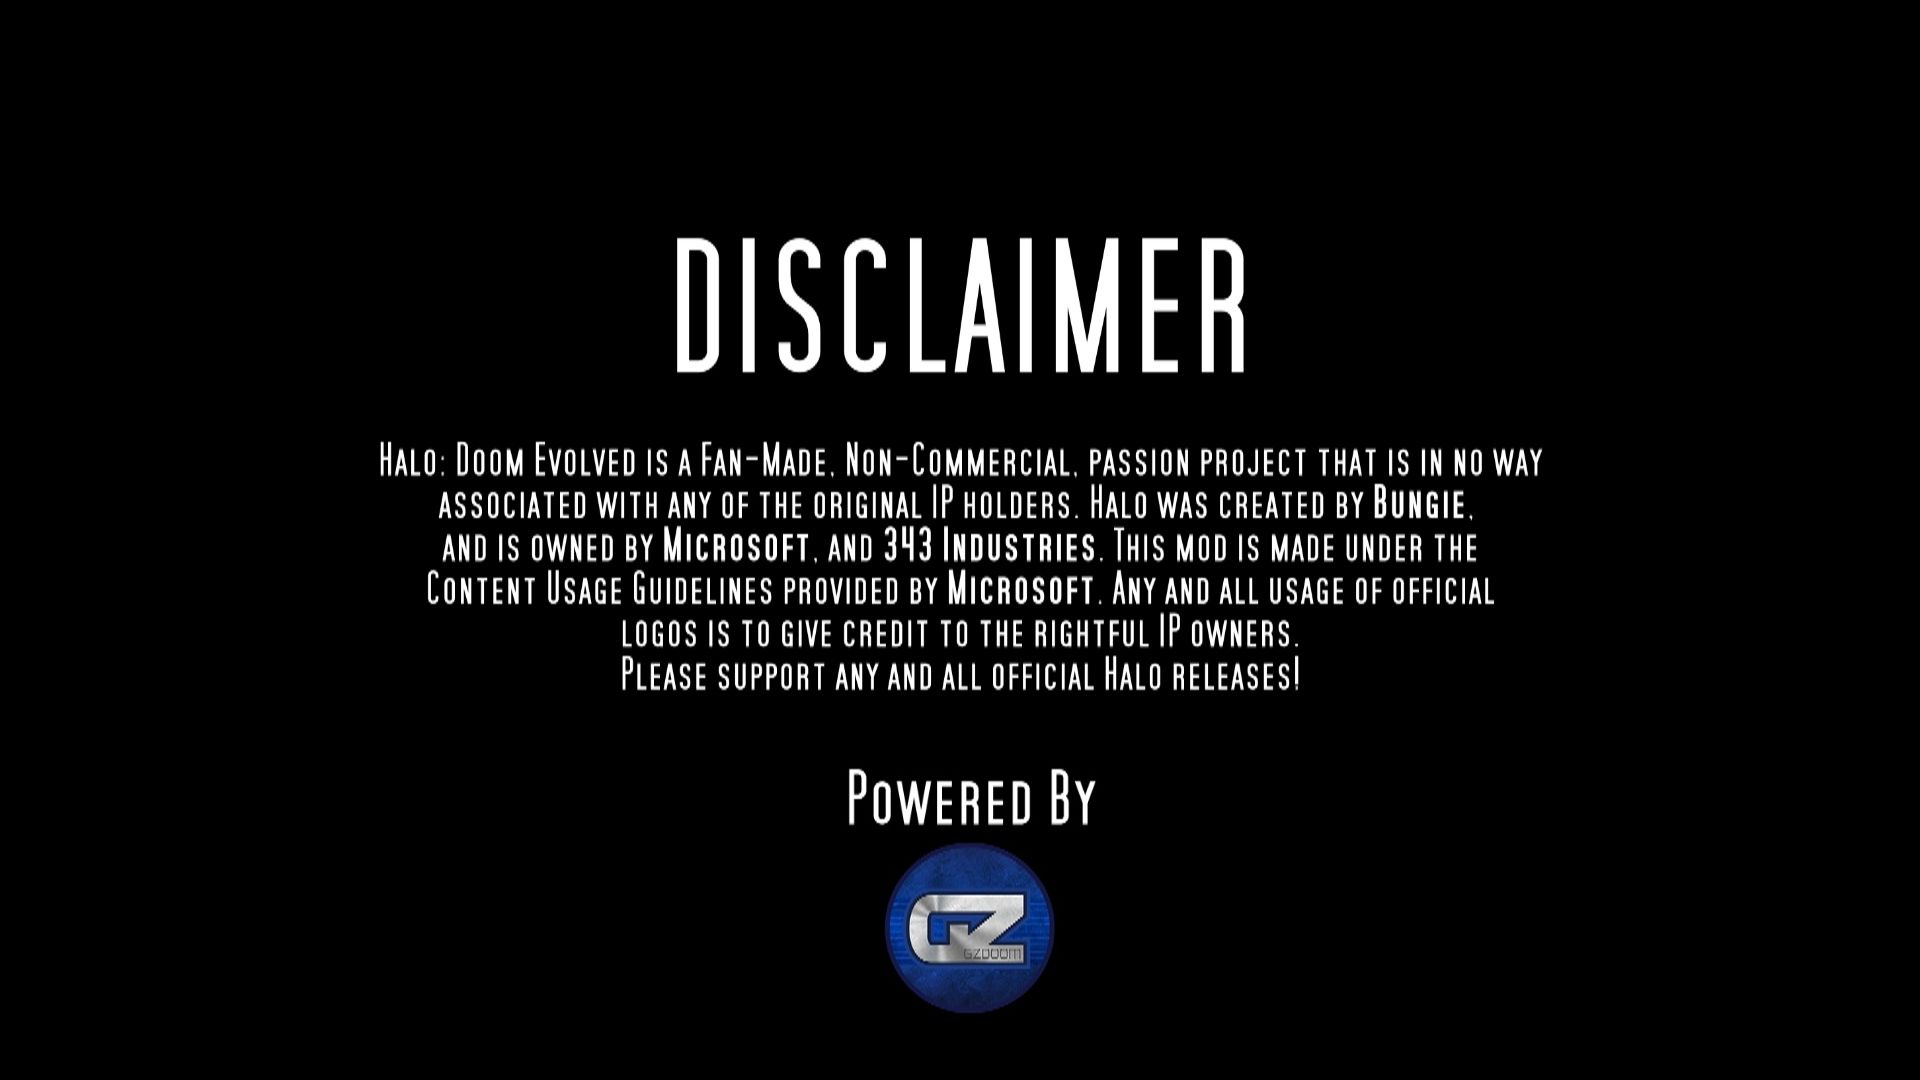 DISCLAIMER
Halo: Doom Evolved is a Fan-Made, Non-Commercial, passion project that is in no way
associated with any of the original IP holders. Halo was created by Bungie,
and is owned by Microsoft, and 343 Industries. This mod is made under the
Content Usage Guidelines provided by Microsoft. Any and all usage of official
logos is to give credit to the rightful IP owners.
Please support any and all official Halo releases!
Powered By
GZ
GZDOOM